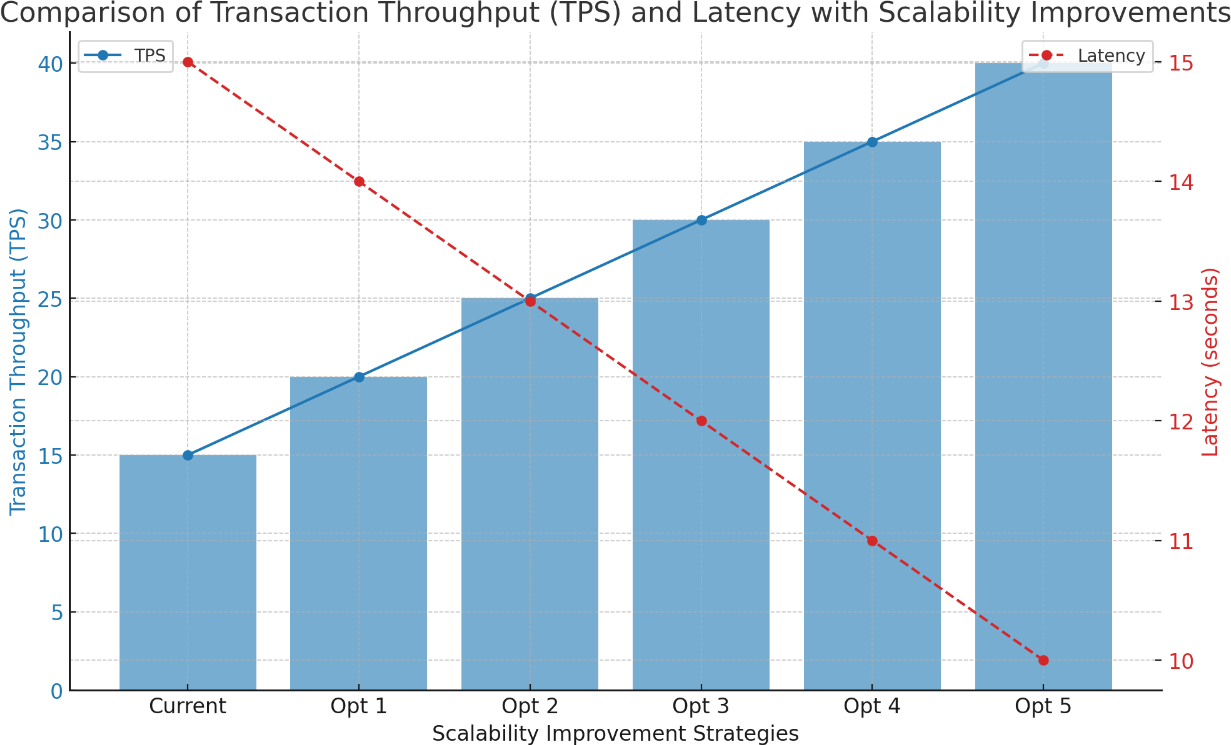 Comparison of Transaction Throughput (TPS) and Latency with Scalability Improvements
TPS
Latency
40
35
30
25
20
15
10
5
0
Transaction Throughput (TPS)
15
14
13
12
11
10
Latency (seconds)
Current Opt 1 Opt 2 Opt 3 Opt 4 Opt 5
Scalability Improvement Strategies